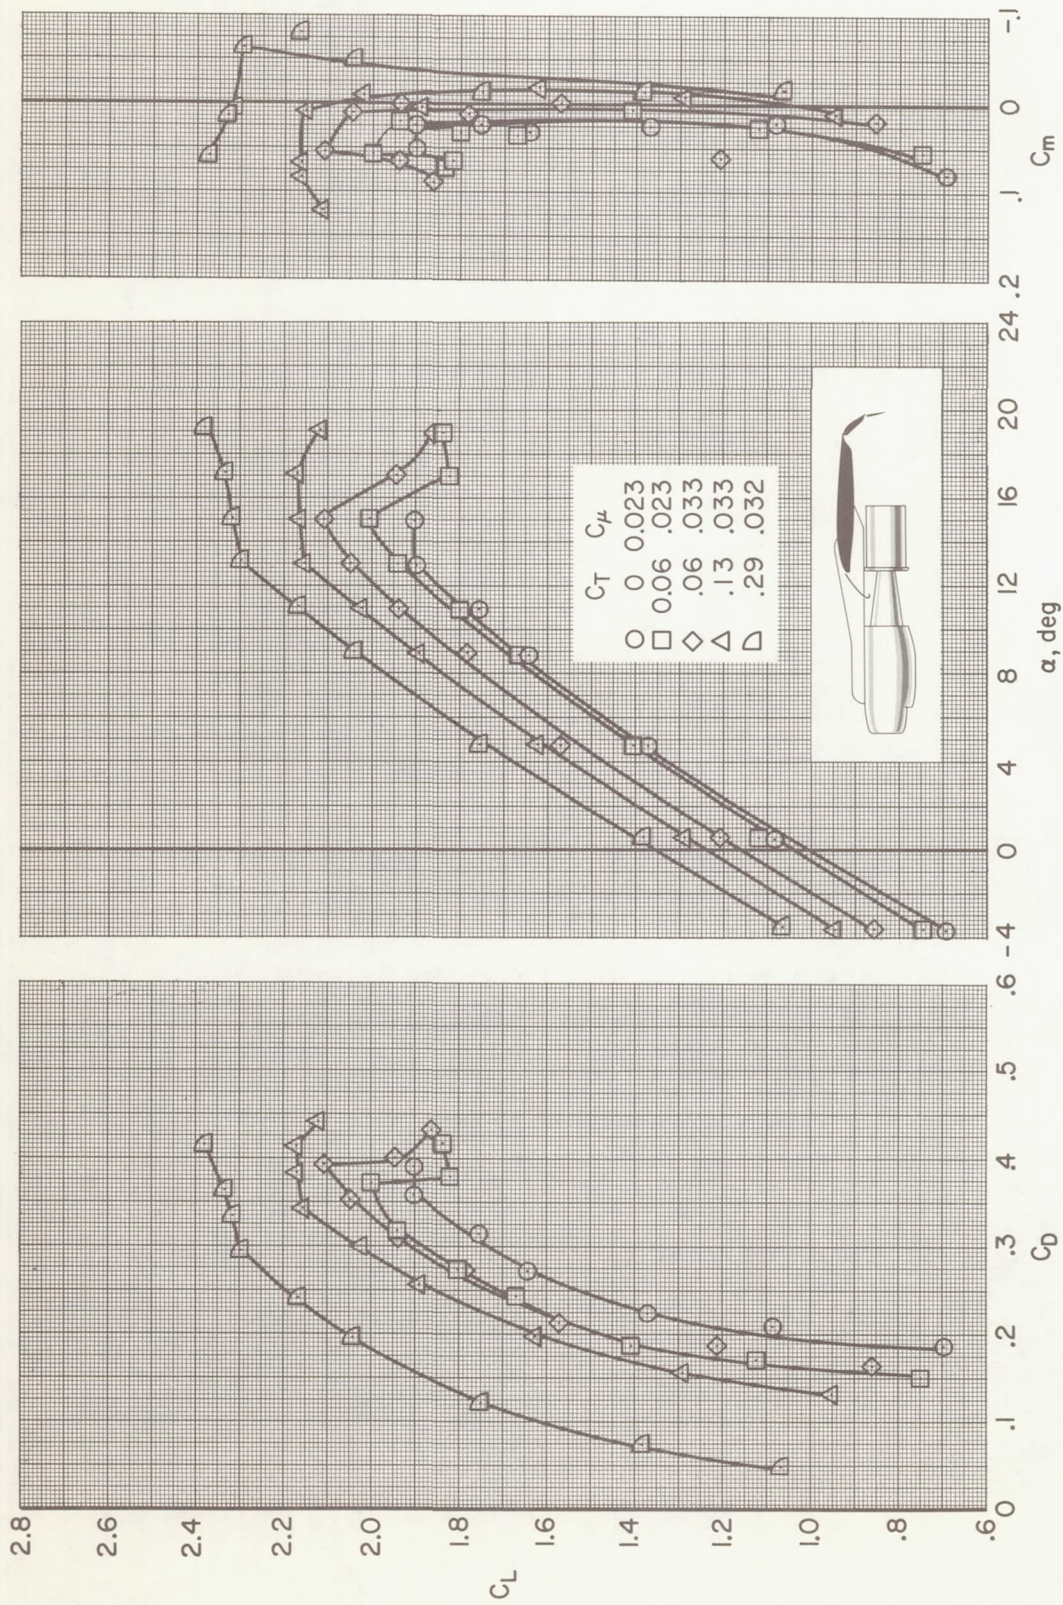 2.8
2.6
2.4
2.2
2.0
1.8
1.6
1.4
1.2
1.0
.8
.6
C_L
0 .1 .2 .3 .4 .5 .6
C_D
-4 0 4 8 12 16 20 24
α, deg
C_T C_μ
0 0.023
0.06 .023
.06 .033
.13 .033
.29 .032
.2 .1 0 -.1
C_m